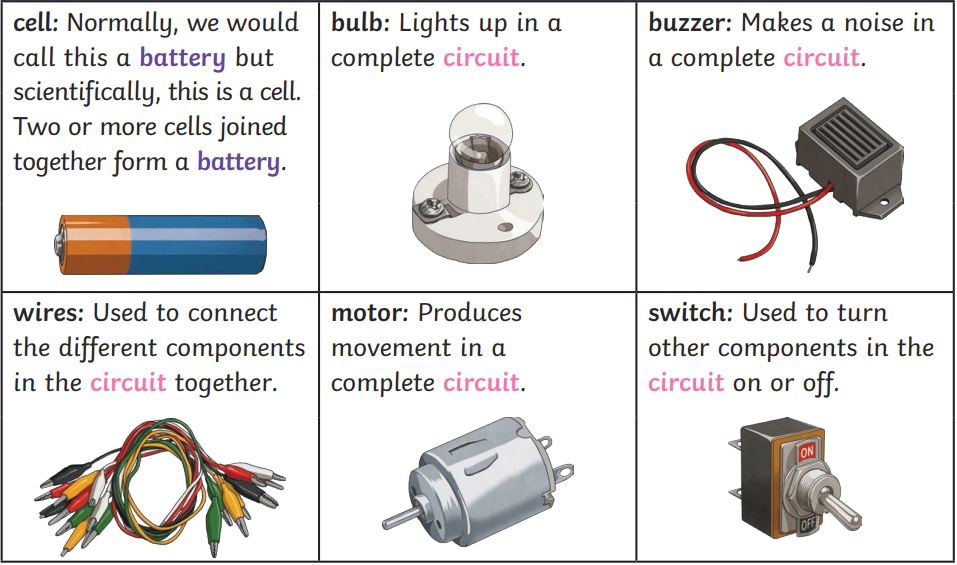 cell: Normally, we would
call this a battery but
scientifically, this is a cell.
Two or more cells joined
together form a battery.
bulb: Lights up in a
complete circuit.
buzzer: Makes a noise in
a complete circuit.
wires: Used to connect
the different components
in the circuit together.
motor: Produces
movement in a
complete circuit.
switch: Used to turn
other components in the
circuit on or off.
ON
OFF